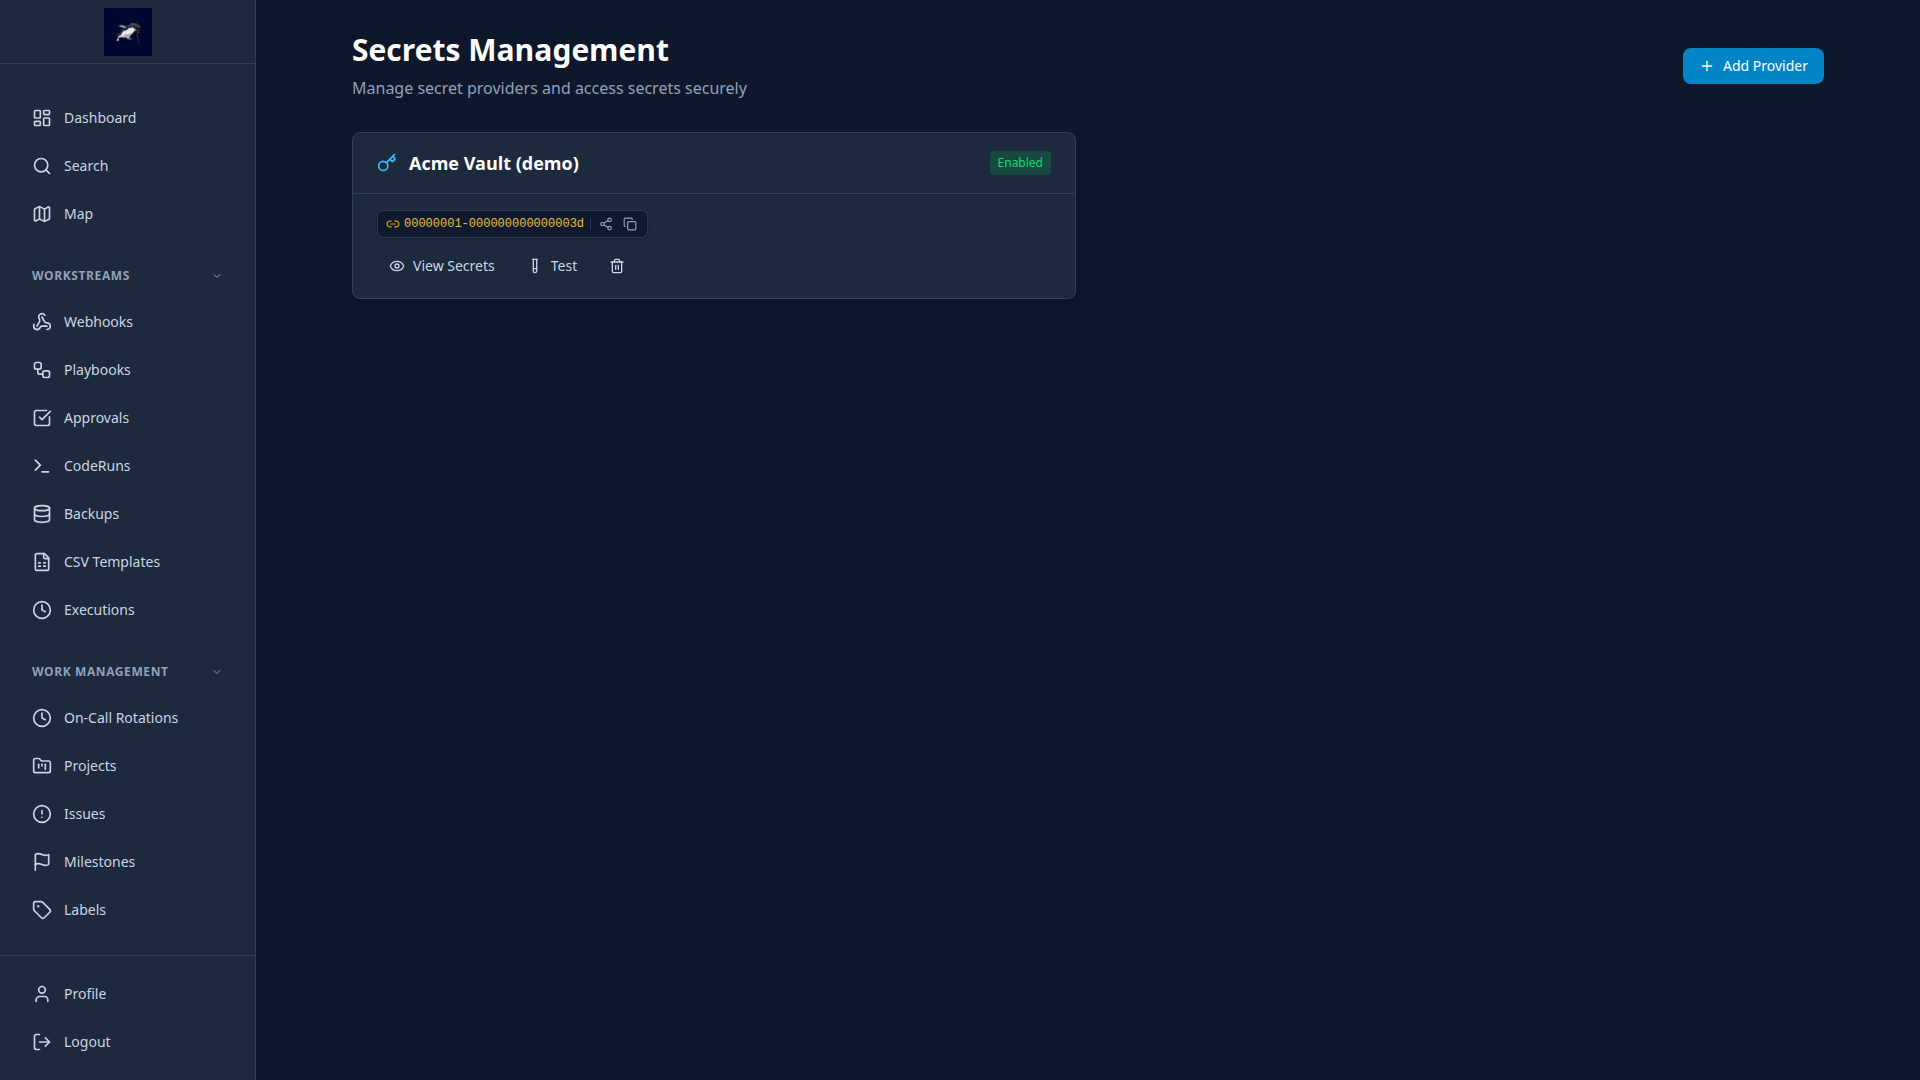 Dashboard
Search
Map
WORKSTREAMS
Webhooks
Playbooks
Approvals
CodeRuns
Backups
CSV Templates
Executions
WORK MANAGEMENT
On-Call Rotations
Projects
Issues
Milestones
Labels
Profile
Logout
Secrets Management
Manage secret providers and access secrets securely
Add Provider
Acme Vault (demo)
Enabled
00000001-000000000000003d
View Secrets
Test